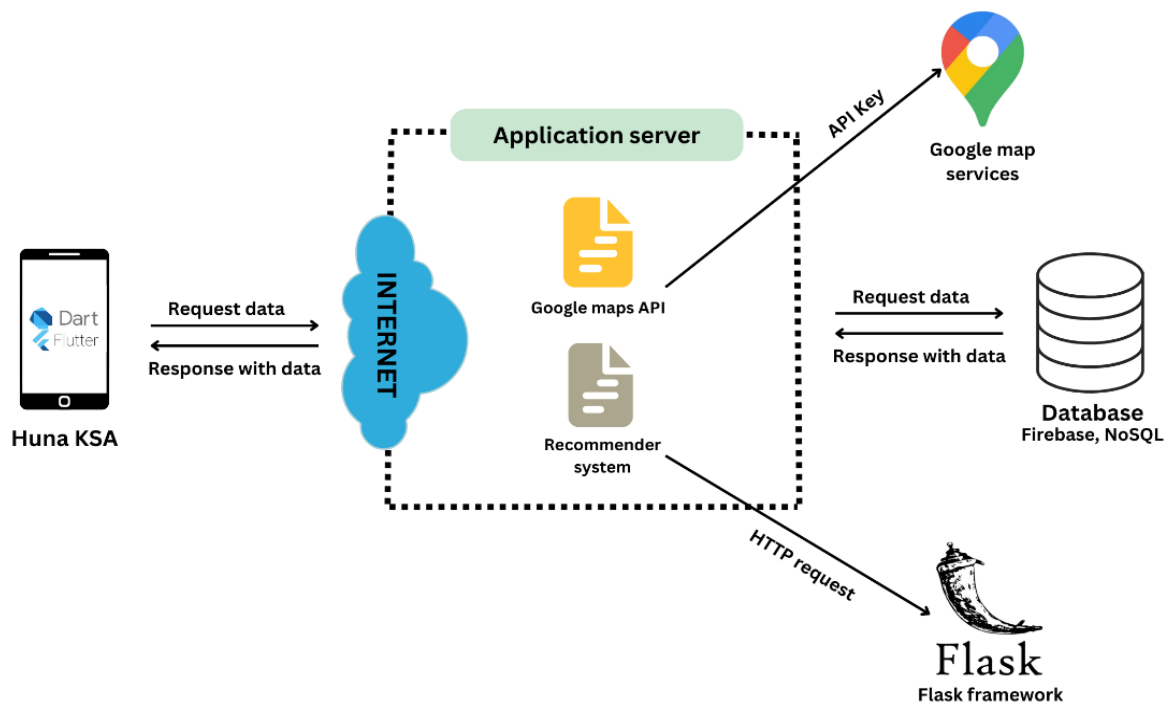 Application server
API Key
Google map
services
INTERNET
Google maps API
Dart
Flutter
Huna KSA
Request data
Response with data
Request data
Response with data
Recommender
system
Database
Firebase, NoSQL
HTTP request
Flask
Flask framework